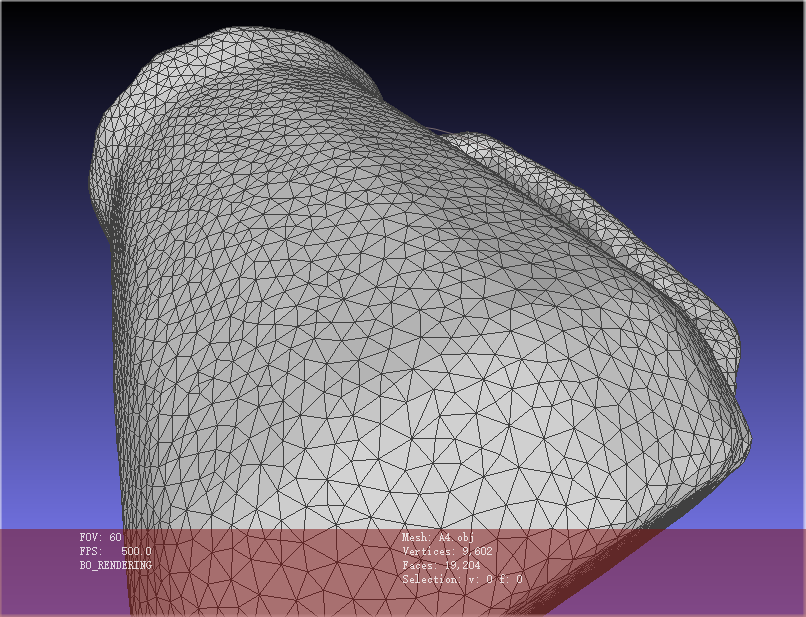 FOV: 60
FPS: 500.0
BO_RENDERING
Mesh: A4.obj
Vertices: 9,602
Faces: 19,204
Selection: v: 0 f: 0